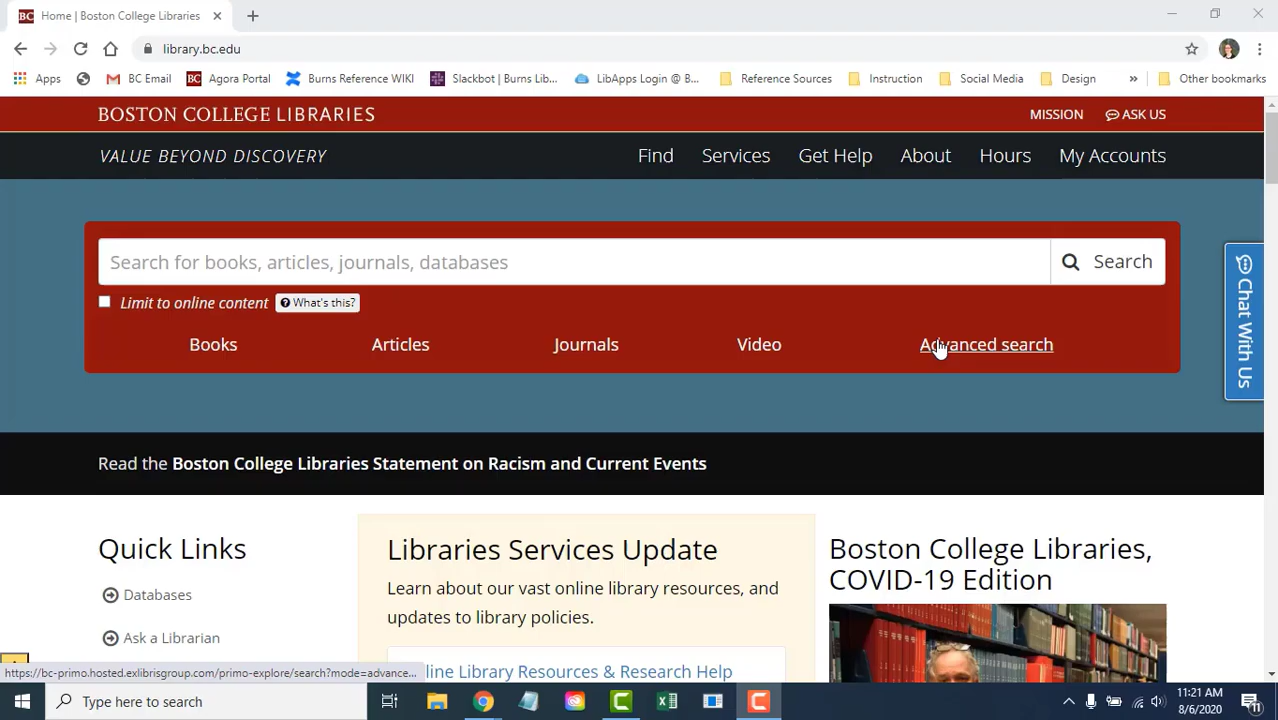 BC Home | Boston College Libraries
library.bc.edu
Apps BC Email BC Agora Portal Burns Reference WIKI Slackbot | Burns Lib... LibApps Login @ B... Reference Sources Instruction Social Media Design » Other bookmarks
BOSTON COLLEGE LIBRARIES MISSION ASK US
VALUE BEYOND DISCOVERY Find Services Get Help About Hours My Accounts
Search for books, articles, journals, databases Search
Limit to online content What's this?
Books Articles Journals Video Advanced search
Chat With Us
Read the Boston College Libraries Statement on Racism and Current Events
Quick Links
Databases
Ask a Librarian
Libraries Services Update
Learn about our vast online library resources, and
updates to library policies.
Library Resources & Research Help
Boston College Libraries,
COVID-19 Edition
https://bc-primo.hosted.exlibrisgroup.com/primo-explore/search?mode=advance...
Type here to search
11:21 AM
8/6/2020
11